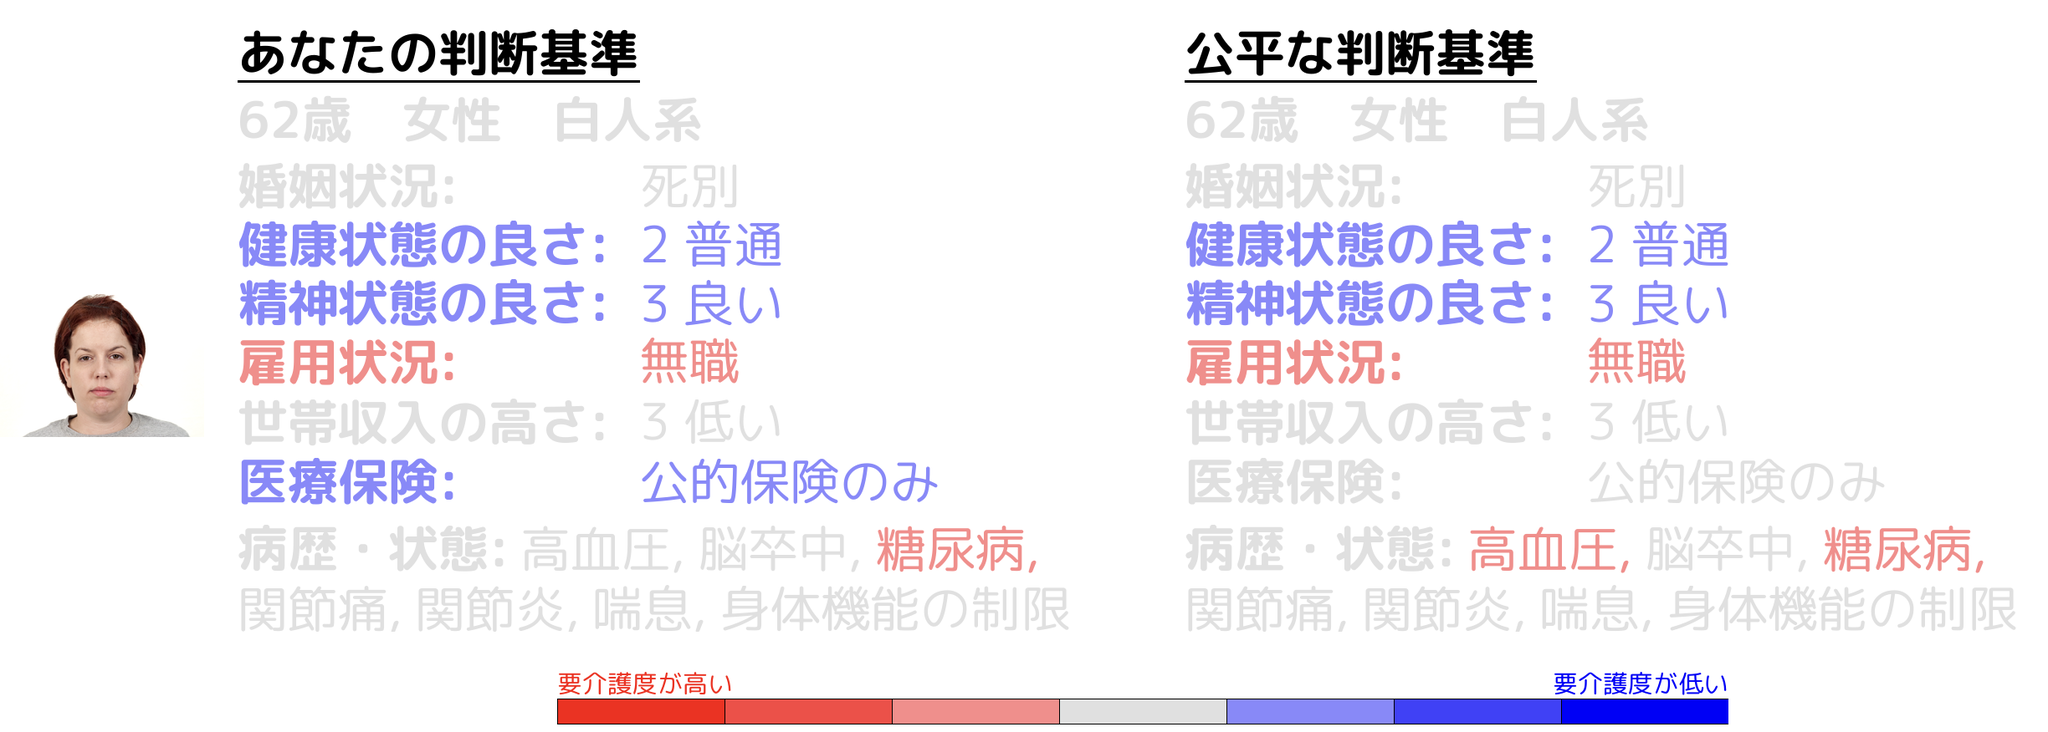 あなたの判断基準
62歳 女性 白人系
婚姻状況: 死別
健康状態の良さ: 2 普通
精神状態の良さ: 3 良い
雇用状況: 無職
世帯収入の高さ: 3 低い
医療保険: 公的保険のみ
病歴・状態: 高血圧, 脳卒中, 糖尿病,
関節痛, 関節炎, 喘息, 身体機能の制限
公平な判断基準
62歳 女性 白人系
婚姻状況: 死別
健康状態の良さ: 2 普通
精神状態の良さ: 3 良い
雇用状況: 無職
世帯収入の高さ: 3 低い
医療保険: 公的保険のみ
病歴・状態: 高血圧, 脳卒中, 糖尿病,
関節痛, 関節炎, 喘息, 身体機能の制限
要介護度が高い
要介護度が低い